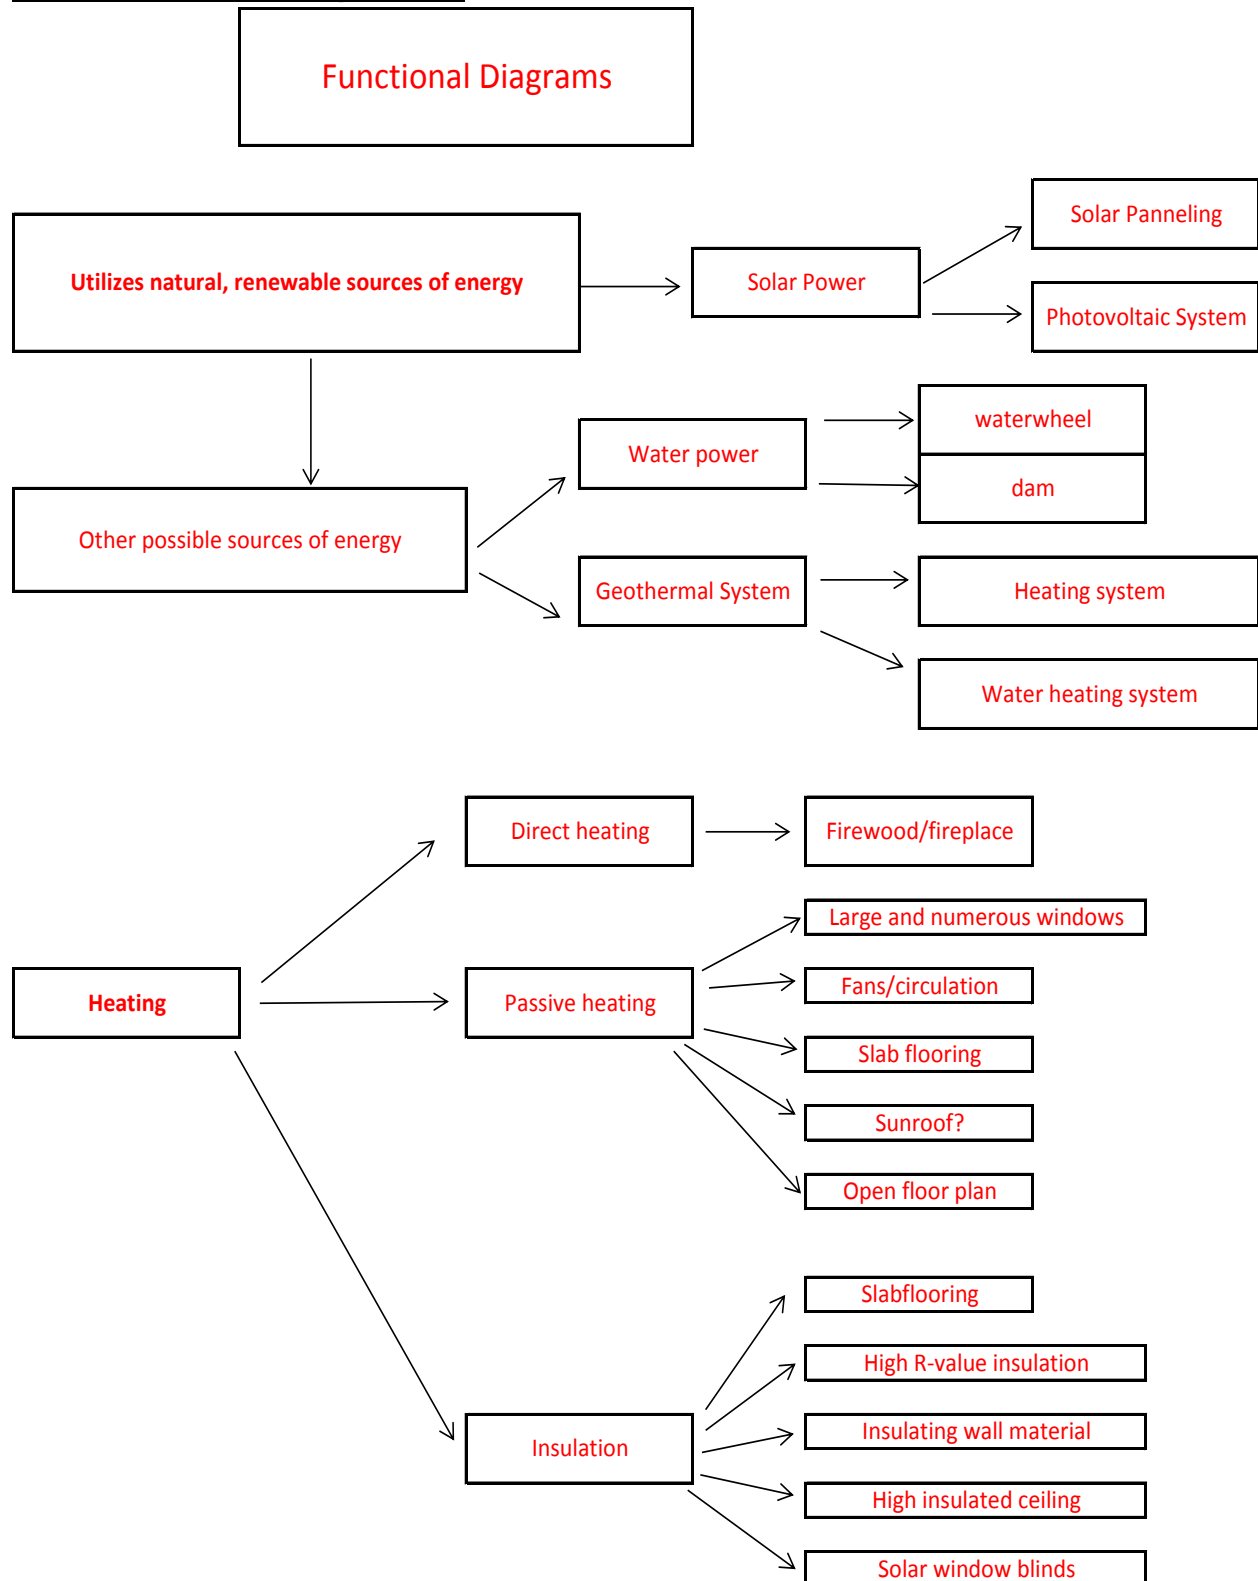 Functional Diagrams
Solar Panneling
Utilizes natural, renewable sources of energy
Solar Power
Photovoltaic System
waterwheel
Water power
dam
Other possible sources of energy
Geothermal System
Heating system
Water heating system
Direct heating
Firewood/fireplace
Large and numerous windows
Heating
Passive heating
Fans/circulation
Slab flooring
Sunroof?
Open floor plan
Slabflooring
High R-value insulation
Insulating wall material
Insulation
High insulated ceiling
Solar window blinds